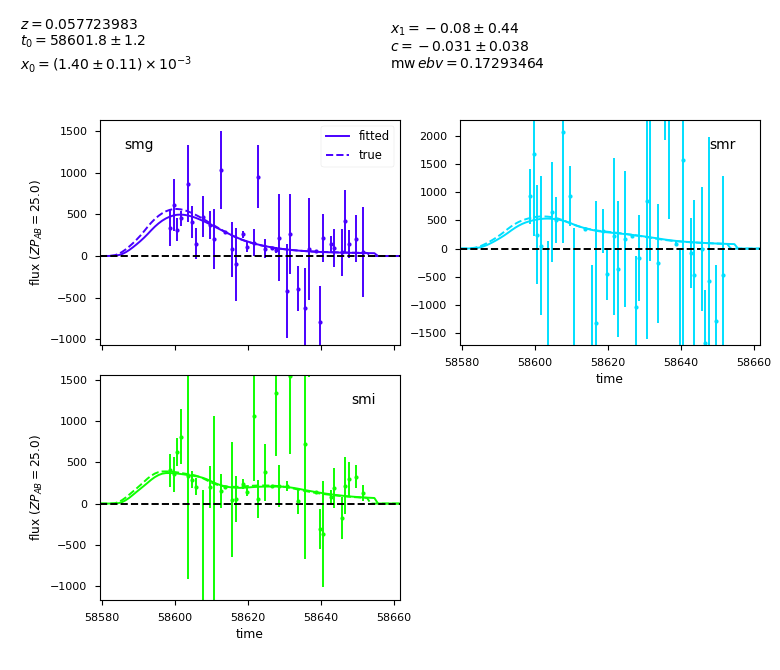 z = 0.057723983
t₀ = 58601.8 ± 1.2
x₀ = (1.40 ± 0.11) × 10⁻³
x₁ = −0.08 ± 0.44
c = −0.031 ± 0.038
mw ebv = 0.17293464
smg
fitted
true
1500
1000
500
0
−500
−1000
flux (ZP_AB = 25.0)
smr
2000
1500
1000
500
0
−500
−1000
−1500
58580 58600 58620 58640 58660
time
smi
1500
1000
500
0
−500
−1000
flux (ZP_AB = 25.0)
58580 58600 58620 58640 58660
time